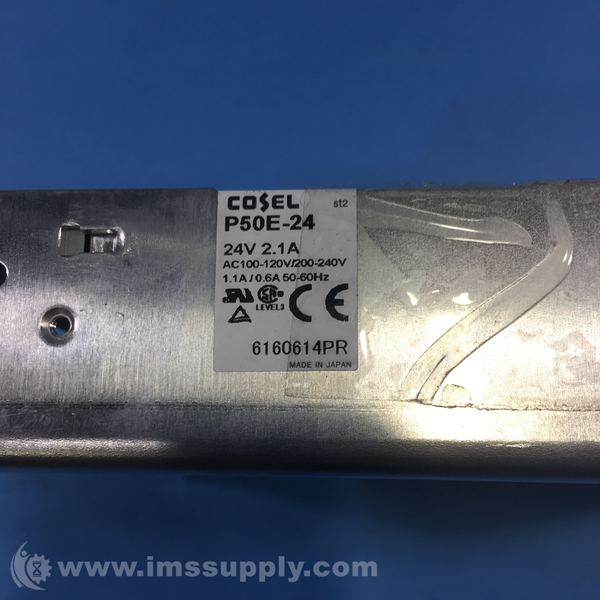 COSEL st2
P50E-24
24V 2.1A
AC100-120V/200-240V
1.1A / 0.6A 50-60Hz
LEVEL3
6160614PR
MADE IN JAPAN
www.imssupply.com